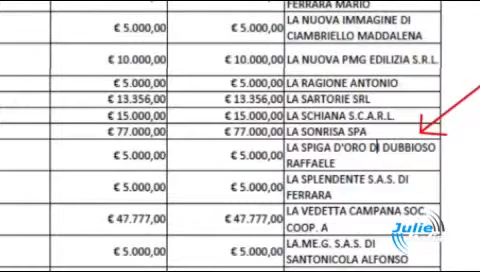 FERRARA MARIO
€ 5.000,00 € 5.000,00 LA NUOVA IMMAGINE DI
CIAMBRIELLO MADDALENA
€ 10.000,00 € 10.000,00 LA NUOVA PMG EDILIZIA S.R.L.
€ 5.000,00 € 5.000,00 LA RAGIONE ANTONIO
€ 13.356,00 € 13.356,00 LA SARTORIE SRL
€ 15.000,00 € 15.000,00 LA SCHIANA S.C.A.R.L.
€ 77.000,00 € 77.000,00 LA SONRISA SPA
€ 5.000,00 € 5.000,00 LA SPIGA D'ORO DI DUBBIOSO
RAFFAELE
€ 5.000,00 € 5.000,00 LA SPLENDENTE S.A.S. DI
FERRARA
€ 47.777,00 € 47.777,00 LA VEDETTA CAMPANA SOC.
COOP. A
€ 5.000,00 € 5.000,00 LA.ME.G. S.A.S. DI
SANTONICOLA ALFONSO
Julie